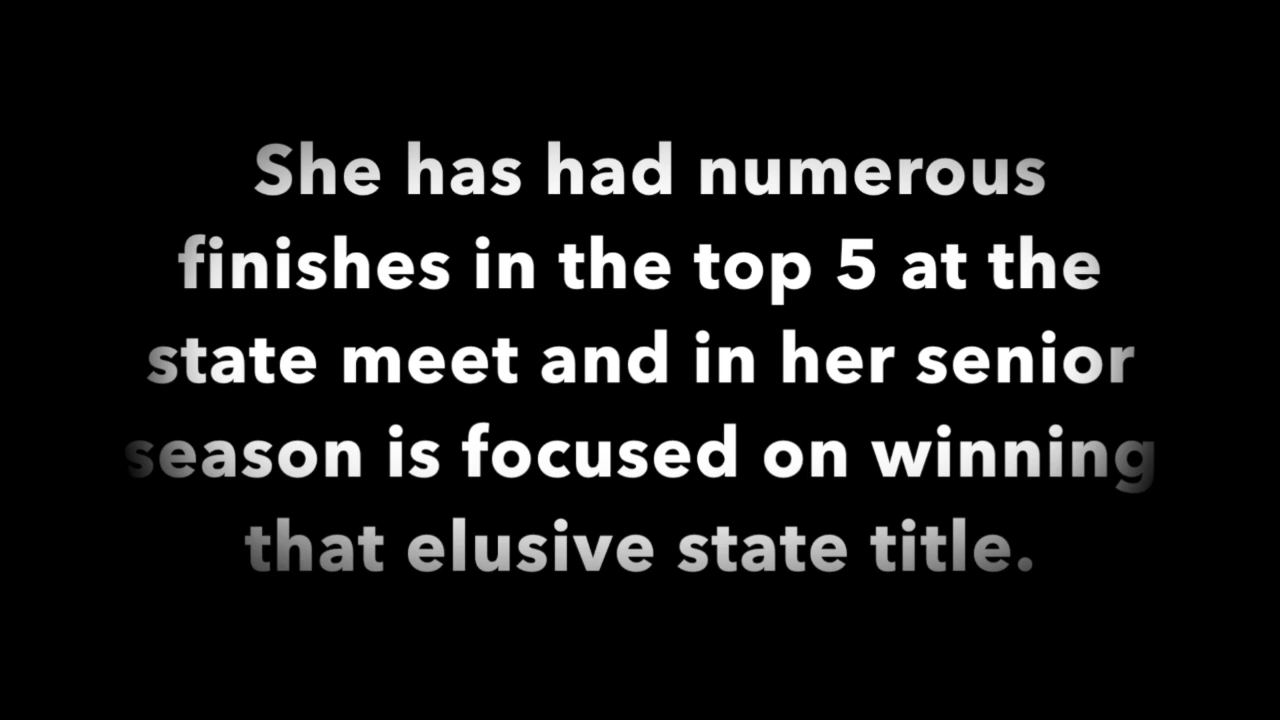 She has had numerous
finishes in the top 5 at the
state meet and in her senior
season is focused on winning
that elusive state title.